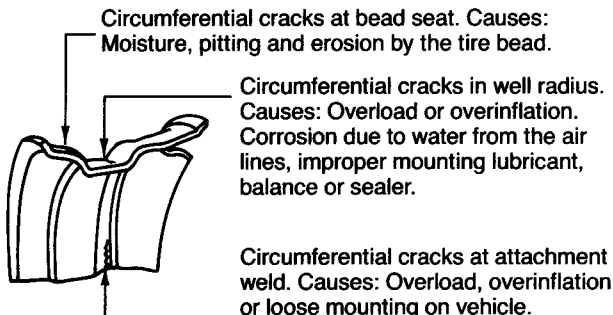 Circumferential cracks at bead seat. Causes:
Moisture, pitting and erosion by the tire bead.
Circumferential cracks in well radius.
Causes: Overload or overinflation.
Corrosion due to water from the air
lines, improper mounting lubricant,
balance or sealer.
Circumferential cracks at attachment
weld. Causes: Overload, overinflation
or loose mounting on vehicle.